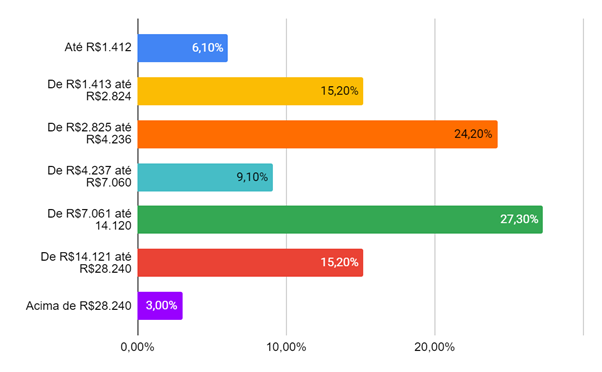 Até R$1.412
6,10%
De R$1.413 até
R$2.824
15,20%
De R$2.825 até
R$4.236
24,20%
De R$4.237 até
R$7.060
9,10%
De R$7.061 até
14.120
27,30%
De R$14.121 até
R$28.240
15,20%
Acima de R$28.240
3,00%
0,00%
10,00%
20,00%